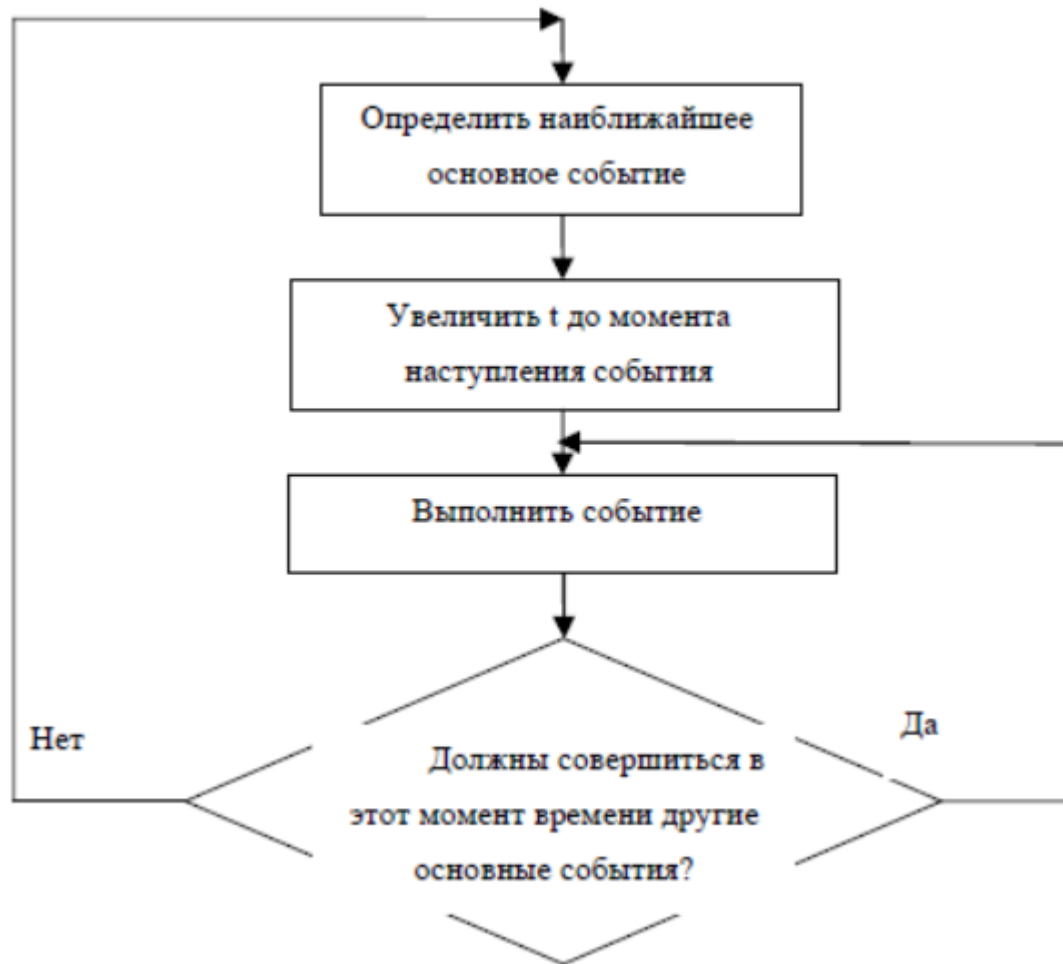 Определить наиближайшее
основное событие
Увеличить t до момента
наступления события
Выполнить событие
Нет
Да
Должны совершиться в
этот момент времени другие
основные события?